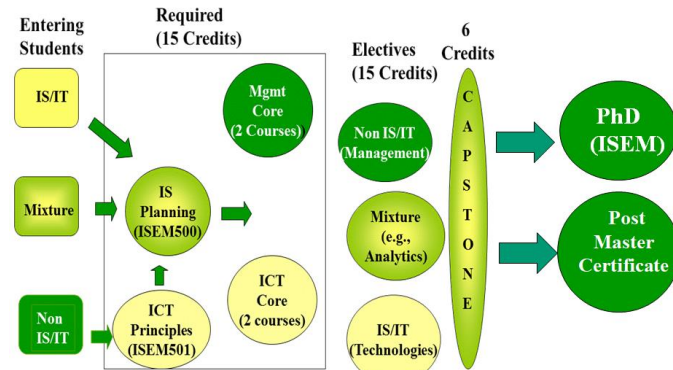 Entering
Students
Required
(15 Credits)
Electives
(15 Credits)
6
Credits
IS/IT
Mixture
Non
IS/IT
Mgmt
Core
(2 Courses)
IS
Planning
(ISEM500)
ICT
Principles
(ISEM501)
ICT
Core
(2 courses)
Non IS/IT
(Management)
Mixture
(e.g.,
Analytics)
IS/IT
(Technologies)
C
A
P
S
T
O
N
E
PhD
(ISEM)
Post
Master
Certificate